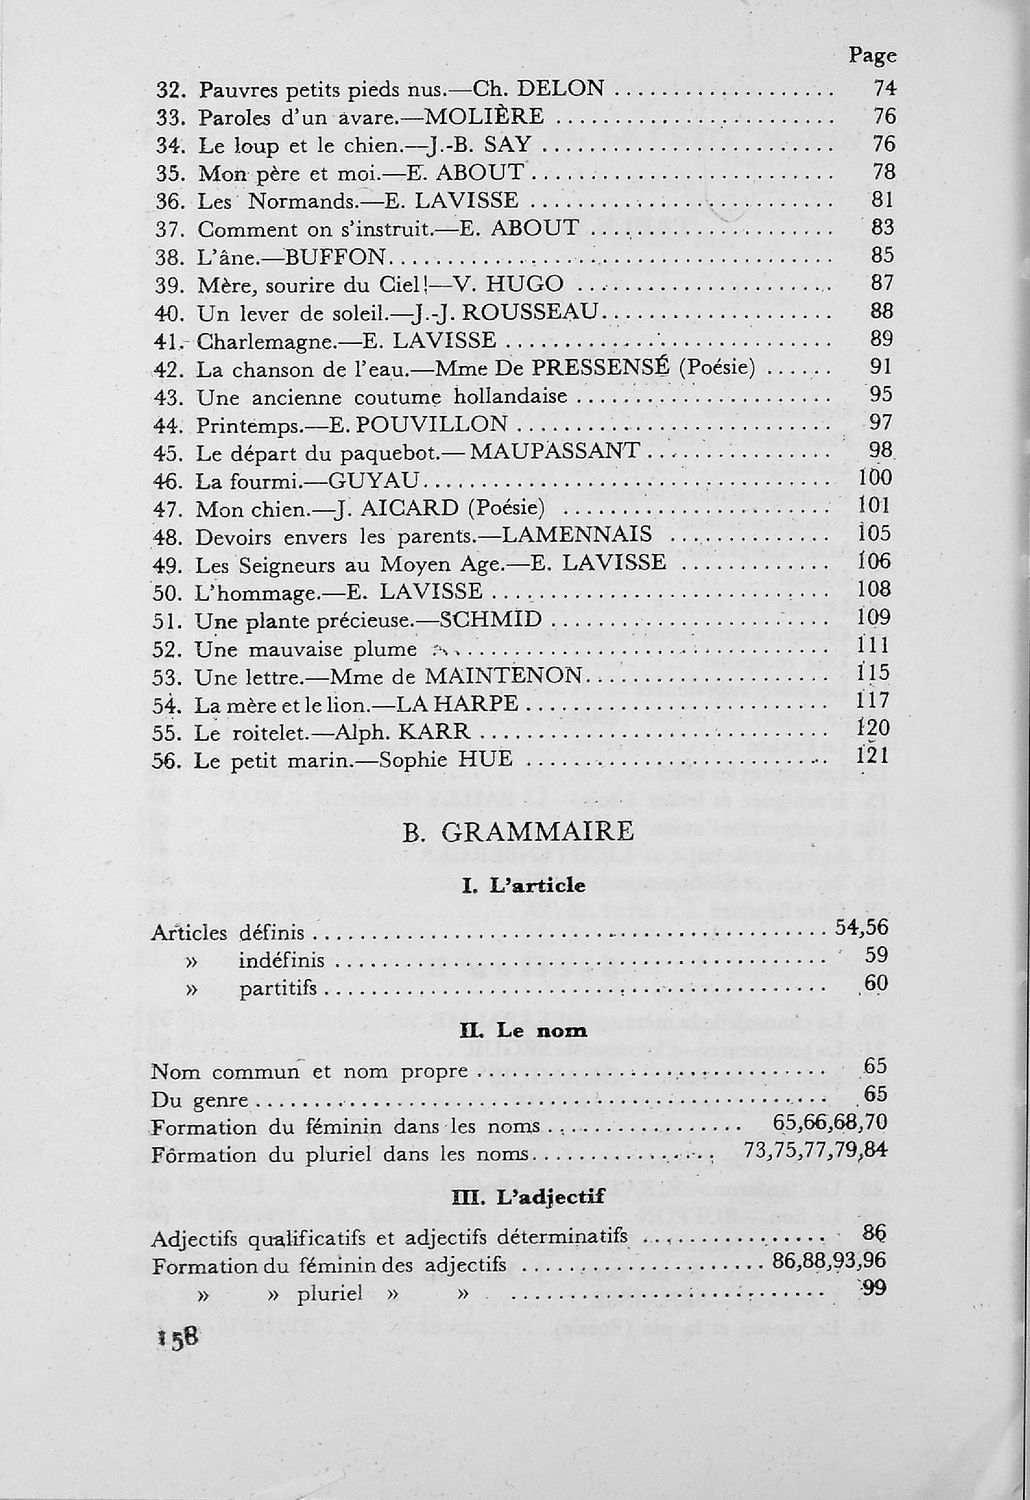 Page
32. Pauvres petits pieds nus.—Ch. DELON ................... 74
33. Paroles d'un avare.—MOLIÈRE ....................... 76
34. Le loup et le chien.—J.-B. SAY ........................ 76
35. Mon père et moi.—E. ABOUT......................... 78
36. Les Normands.—E. LAVISSE ......................... 81
37. Comment on s'instruit.—E. ABOUT .................... 83
38. L'âne.—BUFFON..................................... 85
39. Mère, sourire du Ciel!—V. HUGO ..................... 87
40. Un lever de soleil.—J.-J. ROUSSEAU................... 88
41. Charlemagne.—E. LAVISSE ........................... 89
42. La chanson de l'eau.—Mme De PRESSENSÉ (Poésie) ...... 91
43. Une ancienne coutume hollandaise ..................... 95
44. Printemps.—E. POUVILLON .......................... 97
45. Le départ du paquebot.—MAUPASSANT ................ 98
46. La fourmi.—GUYAU.................................. 100
47. Mon chien.—J. AICARD (Poésie) ...................... 101
48. Devoirs envers les parents.—LAMENNAIS ............. 105
49. Les Seigneurs au Moyen Age.—E. LAVISSE ............ 106
50. L'hommage.—E. LAVISSE ............................ 108
51. Une plante précieuse.—SCHMID ....................... 109
52. Une mauvaise plume ................................ 111
53. Une lettre.—Mme de MAINTENON.................... 115
54. La mère et le lion.—LA HARPE ......................... 117
55. Le roitelet.—Alph. KARR ............................. 120
56. Le petit marin.—Sophie HUE ......................... 121
B. GRAMMAIRE
I. L'article
Articles définis ........................................... 54,56
» indéfinis ......................................... 59
» partitifs.......................................... 60
II. Le nom
Nom commun et nom propre ............................. 65
Du genre............................................... 65
Formation du féminin dans les noms................. 65,66,68,70
Formation du pluriel dans les noms................ 73,75,77,79,84
III. L'adjectif
Adjectifs qualificatifs et adjectifs déterminatifs ................ 86
Formation du féminin des adjectifs .................... 86,88,93,96
» » pluriel » » .......................... 99
158